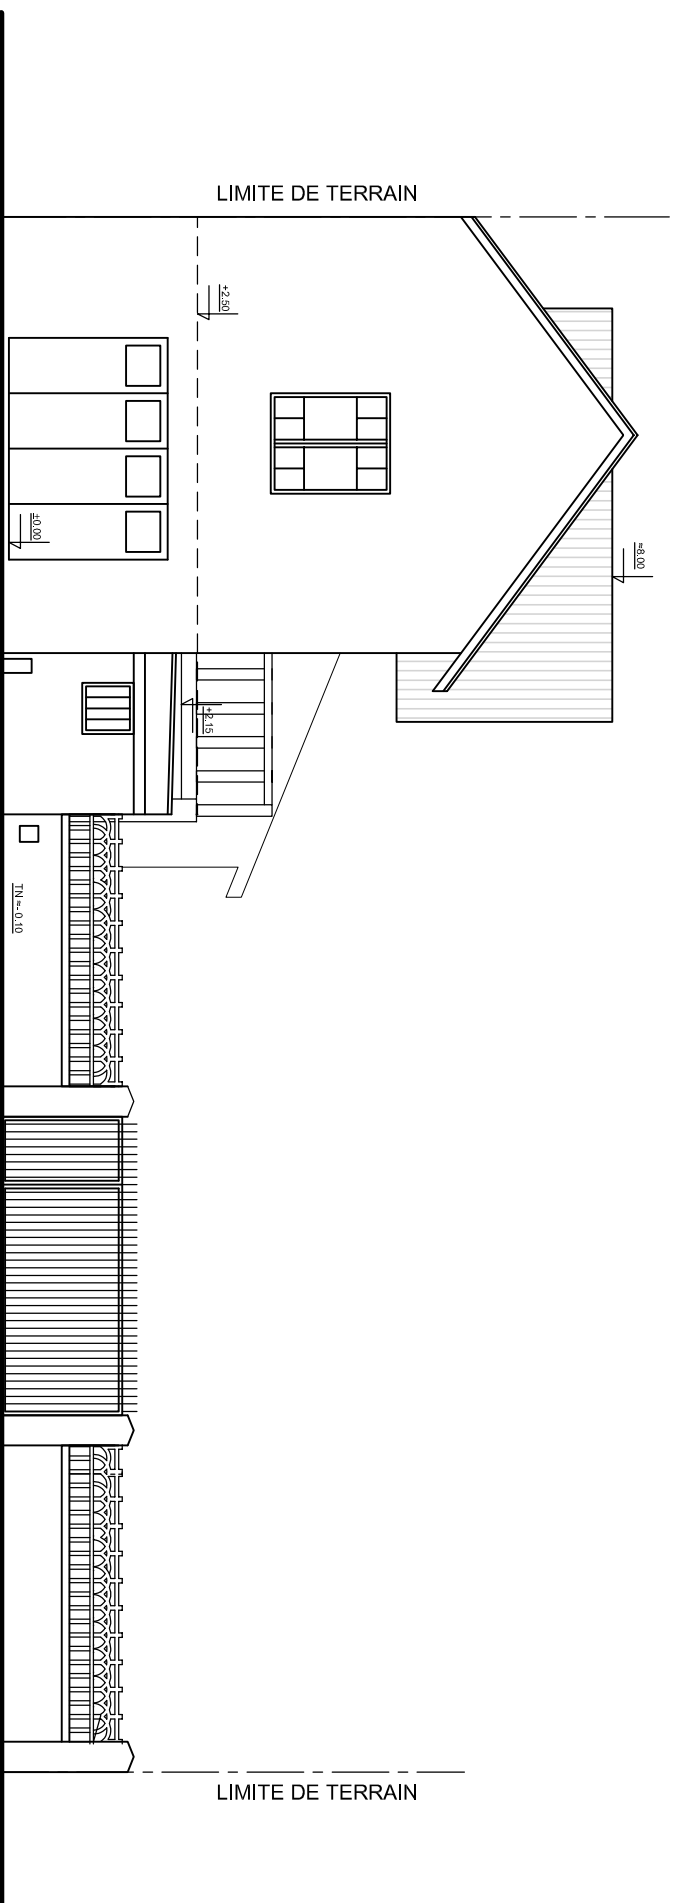 LIMITE DE TERRAIN
+2.50
±0.00
≈8.00
+2.15
TN ≈-0.10
LIMITE DE TERRAIN